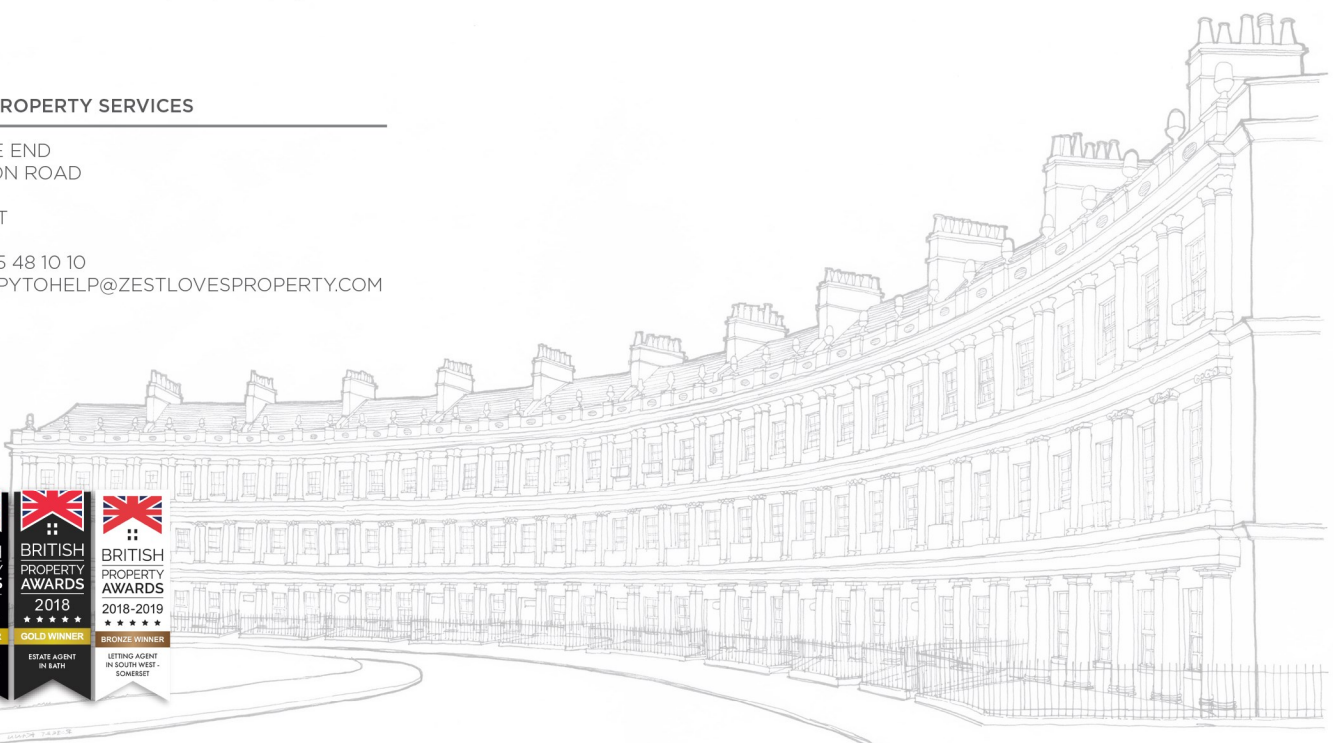 ROPERTY SERVICES
E END
ON ROAD
T
5 48 10 10
PYTOHELP@ZESTLOVESPROPERTY.COM
BRITISH
PROPERTY
AWARDS
2018
GOLD WINNER
ESTATE AGENT
IN BATH
BRITISH
PROPERTY
AWARDS
2018-2019
BRONZE WINNER
LETTING AGENT
IN SOUTH WEST -
SOMERSET